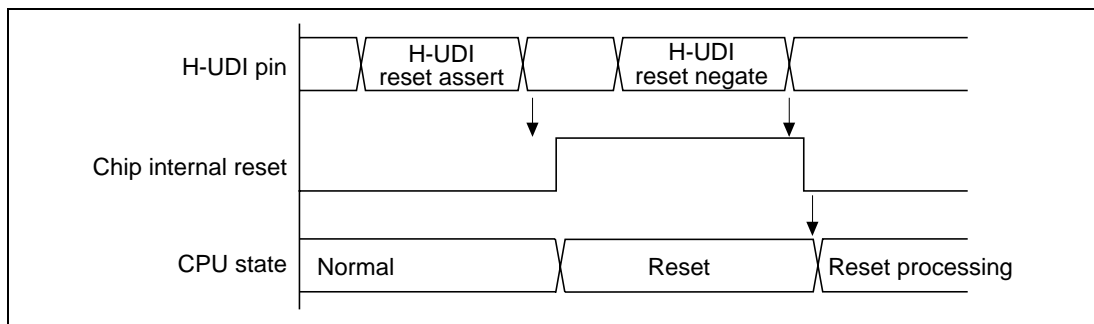 H-UDI pin
H-UDI
reset assert
H-UDI
reset negate
Chip internal reset
CPU state
Normal
Reset
Reset processing